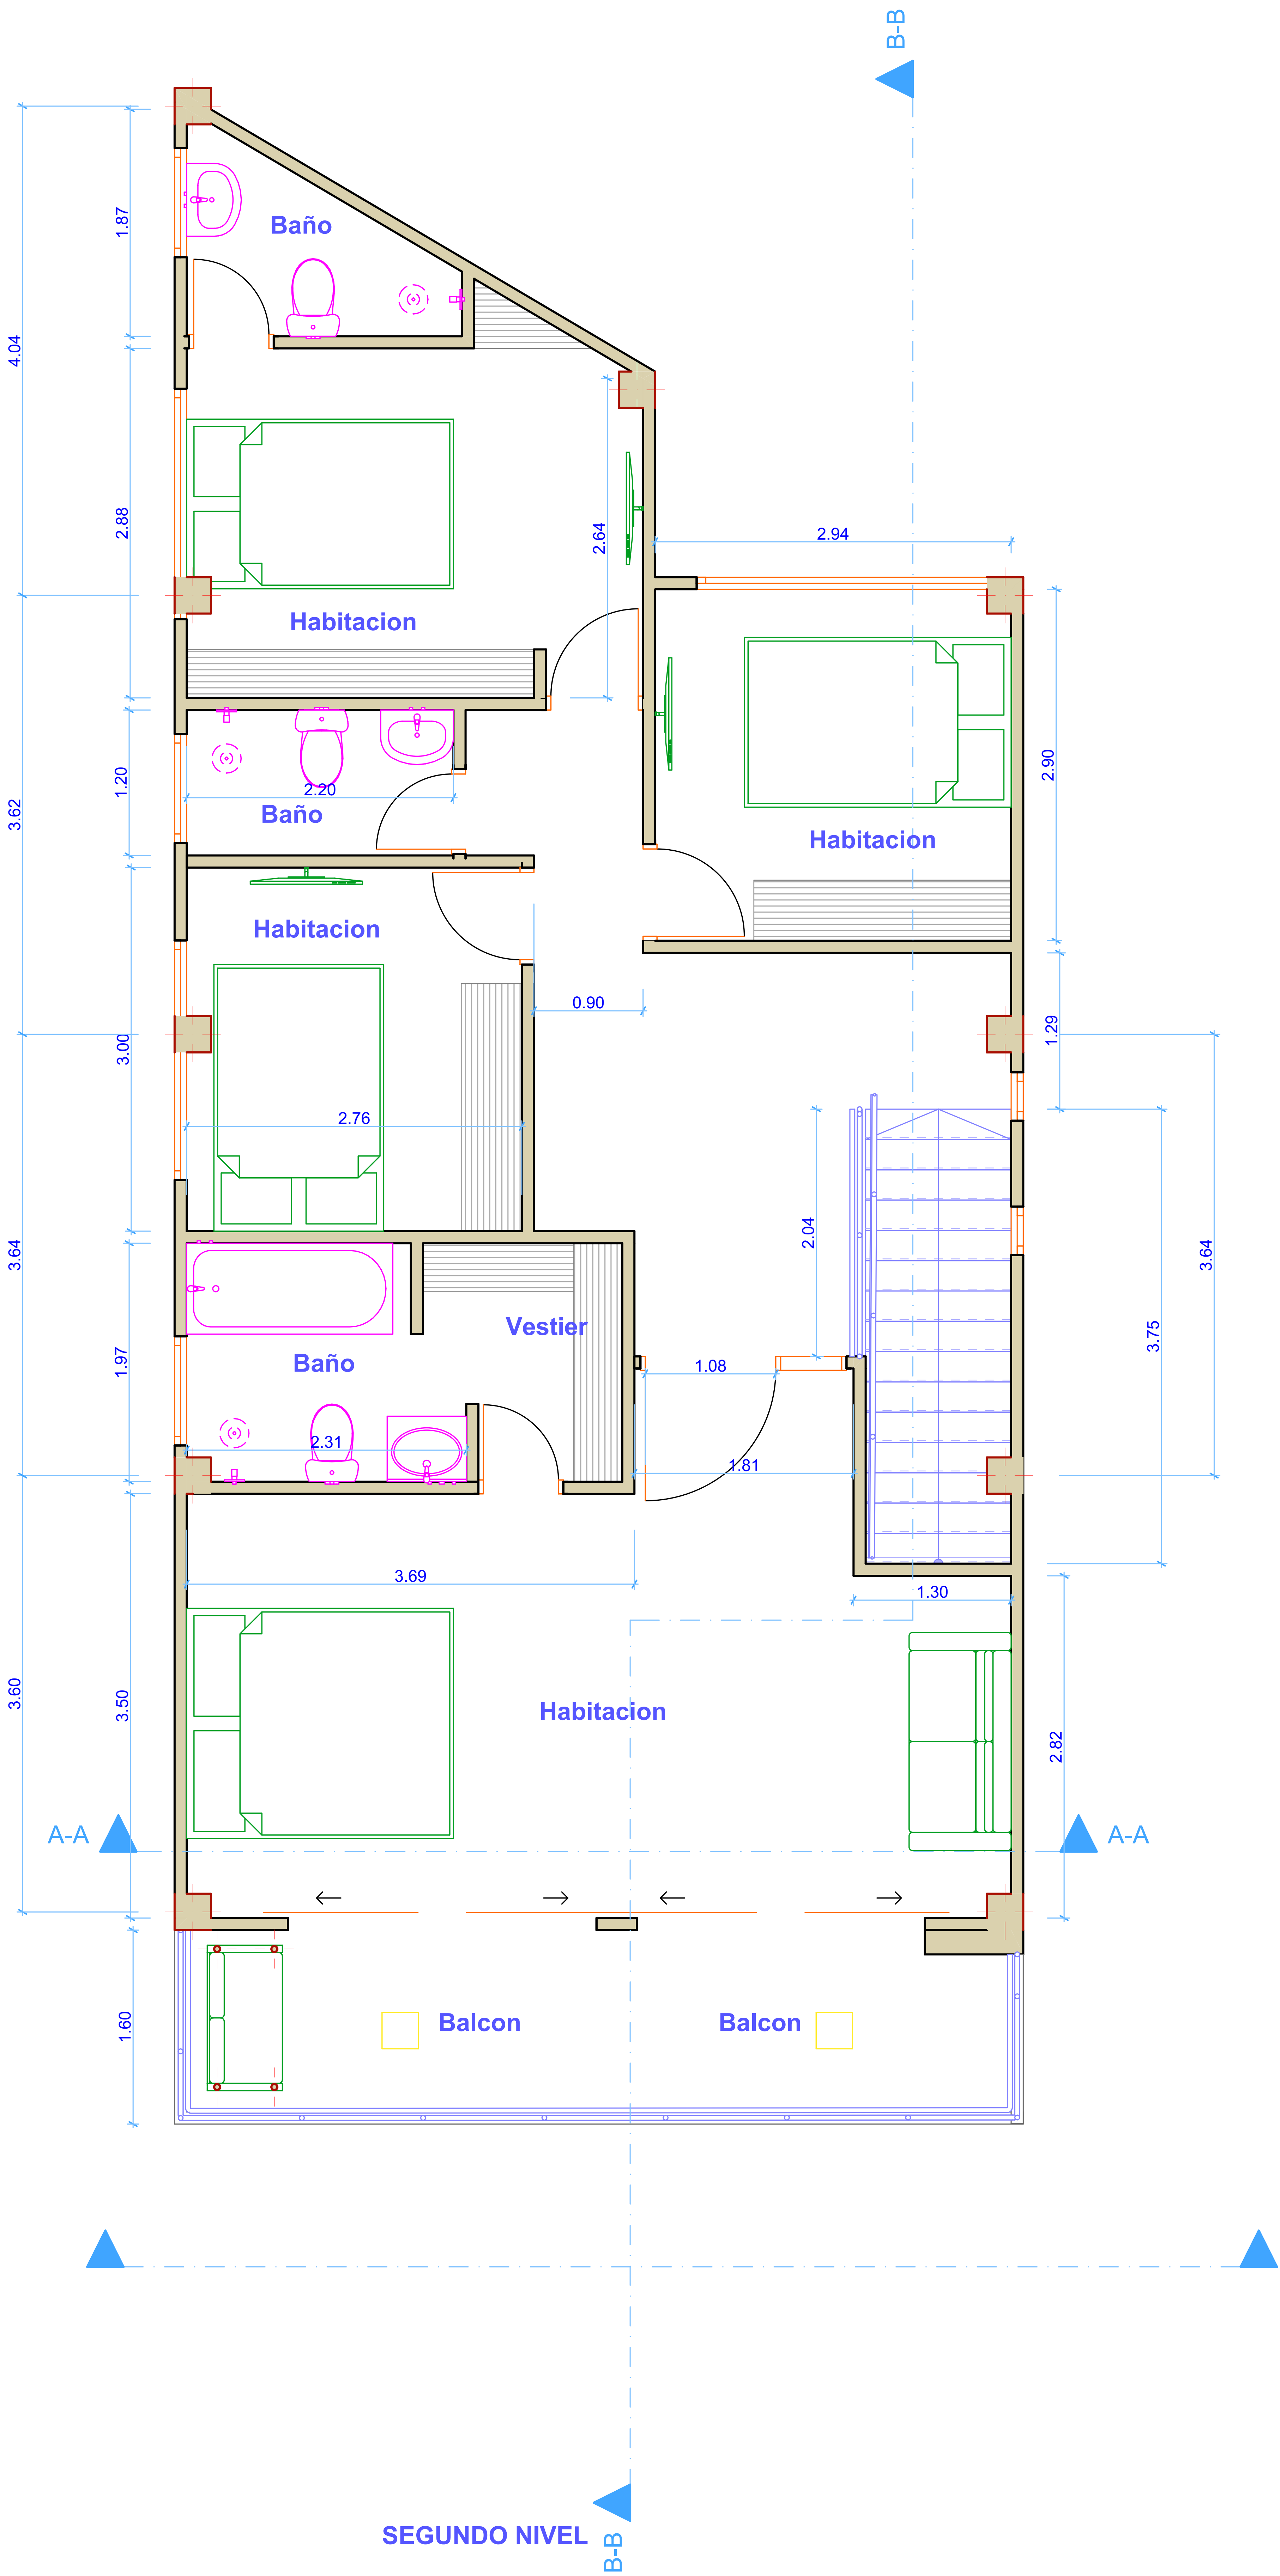 B-B
Baño
1.87
4.04
2.88
2.64
2.94
Habitacion
1.20
2.20
Baño
3.62
2.90
Habitacion
Habitacion
0.90
1.29
3.00
2.76
2.04
3.64
3.64
3.75
Vestier
Baño
1.97
1.08
2.31
1.81
3.69
1.30
3.60
3.50
Habitacion
2.82
A-A
A-A
1.60
Balcon
Balcon
SEGUNDO NIVEL
B-B